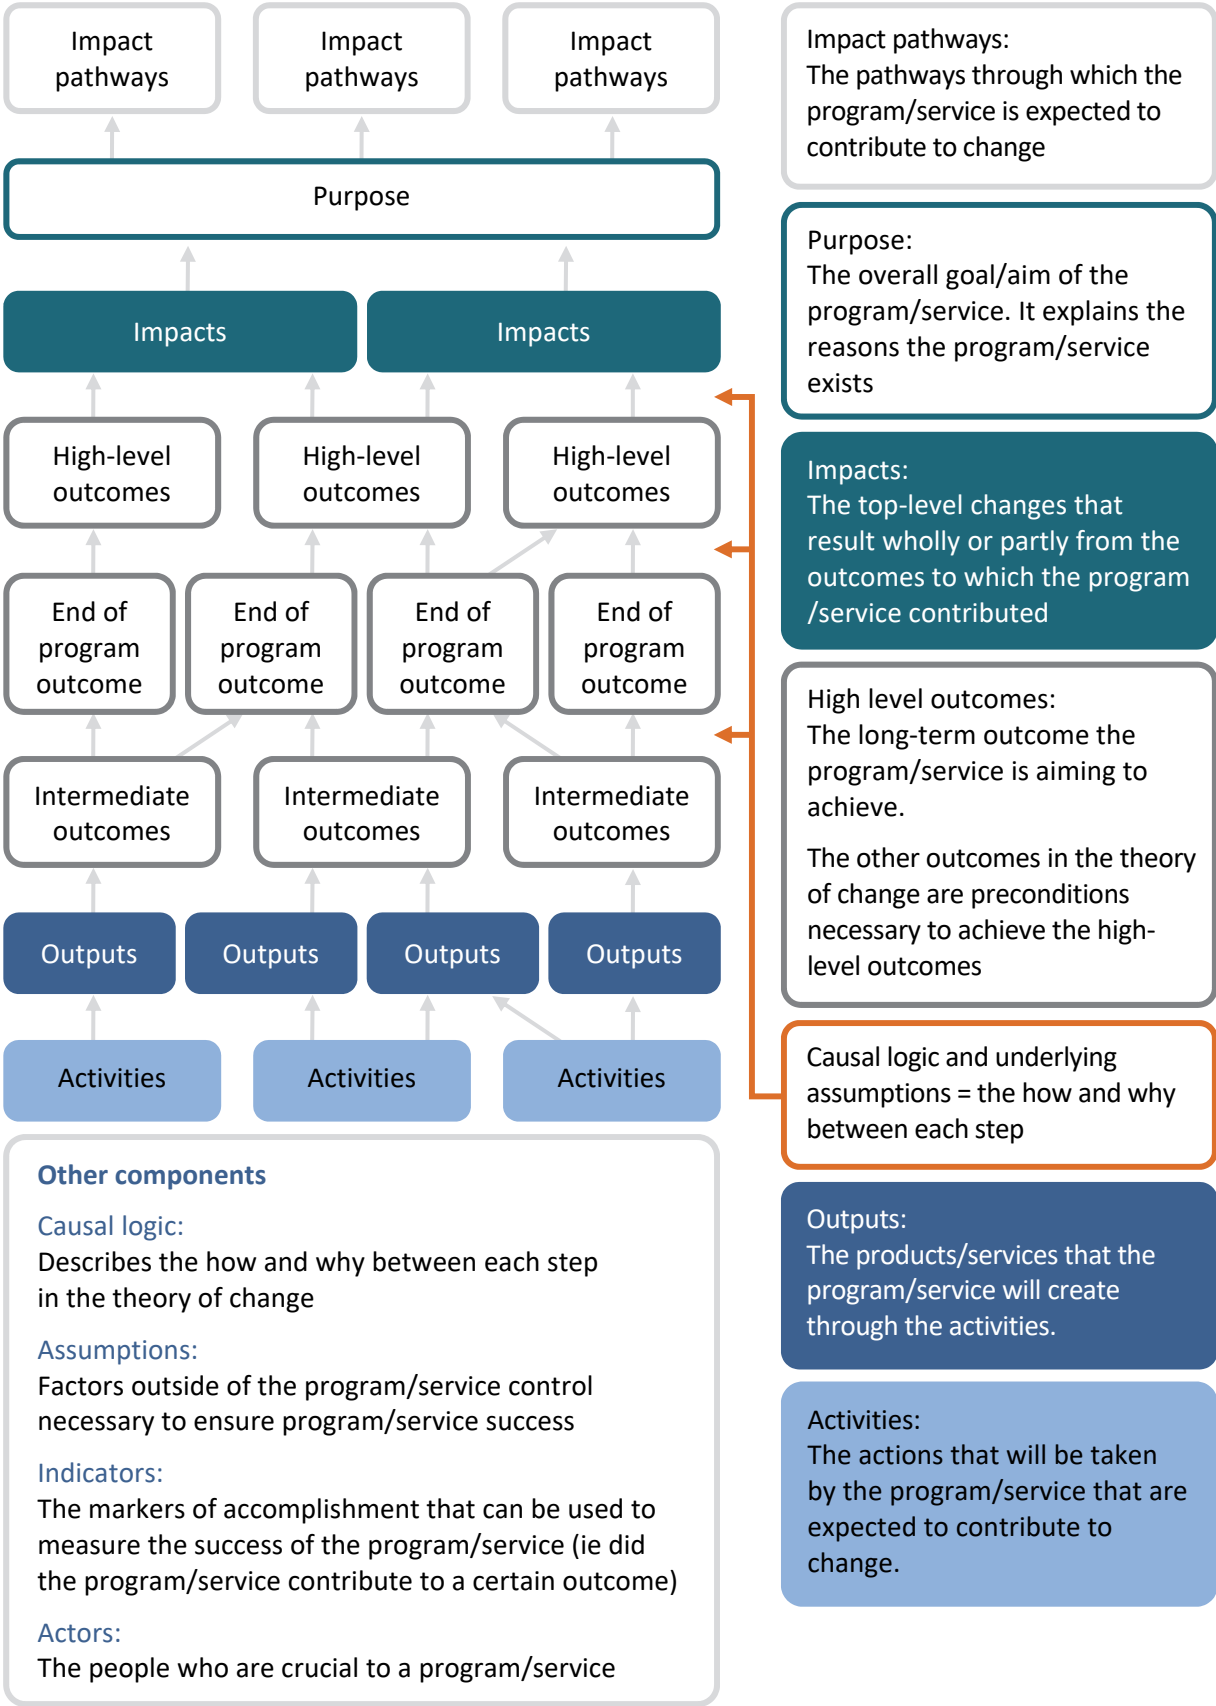 Impact
pathways
Impact
pathways
Impact
pathways
Purpose
Impacts
Impacts
High-level
outcomes
High-level
outcomes
High-level
outcomes
End of
program
outcome
End of
program
outcome
End of
program
outcome
End of
program
outcome
Intermediate
outcomes
Intermediate
outcomes
Intermediate
outcomes
Outputs
Outputs
Outputs
Outputs
Activities
Activities
Activities
Other components
Causal logic:
Describes the how and why between each step
in the theory of change
Assumptions:
Factors outside of the program/service control
necessary to ensure program/service success
Indicators:
The markers of accomplishment that can be used to
measure the success of the program/service (ie did
the program/service contribute to a certain outcome)
Actors:
The people who are crucial to a program/service
Impact pathways:
The pathways through which the
program/service is expected to
contribute to change
Purpose:
The overall goal/aim of the
program/service. It explains the
reasons the program/service
exists
Impacts:
The top-level changes that
result wholly or partly from the
outcomes to which the program
/service contributed
High level outcomes:
The long-term outcome the
program/service is aiming to
achieve.
The other outcomes in the theory
of change are preconditions
necessary to achieve the high-
level outcomes
Causal logic and underlying
assumptions = the how and why
between each step
Outputs:
The products/services that the
program/service will create
through the activities.
Activities:
The actions that will be taken
by the program/service that are
expected to contribute to
change.